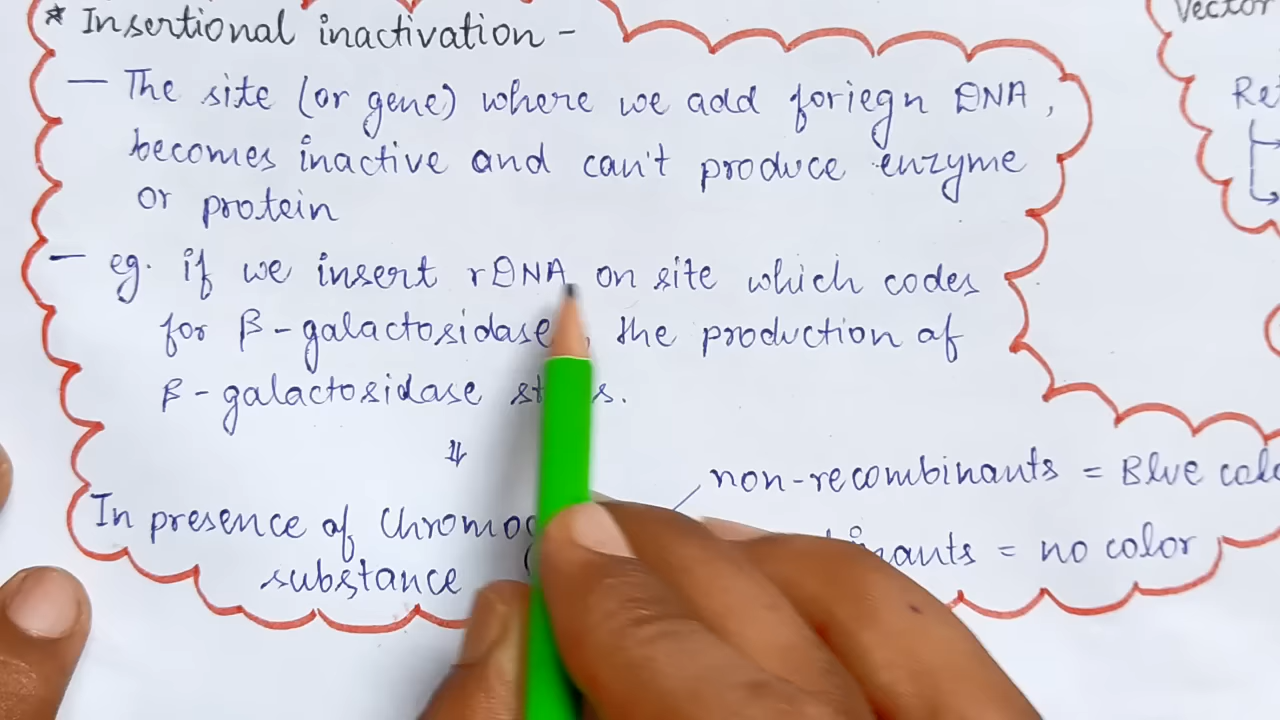 * Insertional inactivation -
Vector
— The site (or gene) where we add foriegn DNA,
becomes inactive and can't produce enzyme
or protein
- eg. if we insert rDNA on site which codes
for β-galactosidase, the production of
β-galactosidase
non-recombinants = Blue
In presence of
= no color
substance